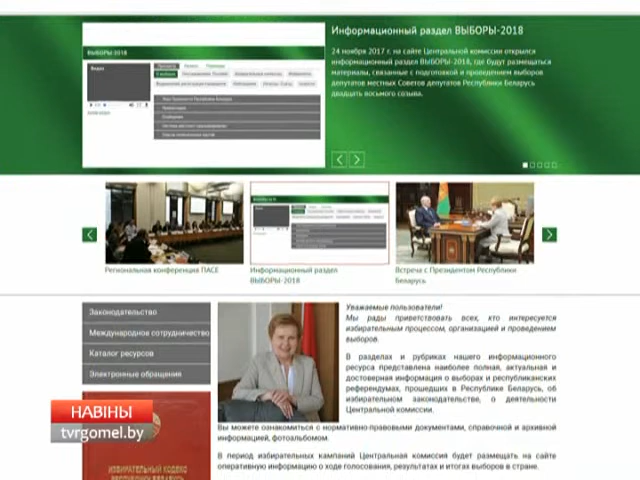 Информационный раздел ВЫБОРЫ-2018
24 ноября 2017 г. на сайте Центральной комиссии открылся
информационный раздел ВЫБОРЫ-2018, где будут размещаться
материалы, связанные с подготовкой и проведением выборов
депутатов местных Советов депутатов Республики Беларусь
двадцать восьмого созыва.
ВЫБОРЫ-2018
Видео
Региональная конференция ПАСЕ
Информационный раздел
ВЫБОРЫ-2018
Встреча с Президентом Республики
Беларусь
Законодательство
Международное сотрудничество
Каталог ресурсов
Электронные обращения
Уважаемые пользователи!
Мы рады приветствовать всех, кто интересуется
избирательным процессом, организацией и проведением
выборов.
В разделах и рубриках нашего информационного
ресурса представлена наиболее полная, актуальная и
достоверная информация о выборах и республиканских
референдумах, прошедших в Республике Беларусь, об
избирательном законодательстве, о деятельности
Центральной комиссии.
Вы можете ознакомиться с нормативно-правовыми документами, справочной и архивной
информацией, фотоальбомом.
В период избирательных кампаний Центральная комиссия будет размещать на сайте
оперативную информацию о ходе голосования, результатах и итогах выборов в стране.
НАВІНЫ
tvrgomel.by
ИЗБИРАТЕЛЬНЫЙ КОДЕКС
РЕСПУБЛИКИ БЕЛАРУСЬ